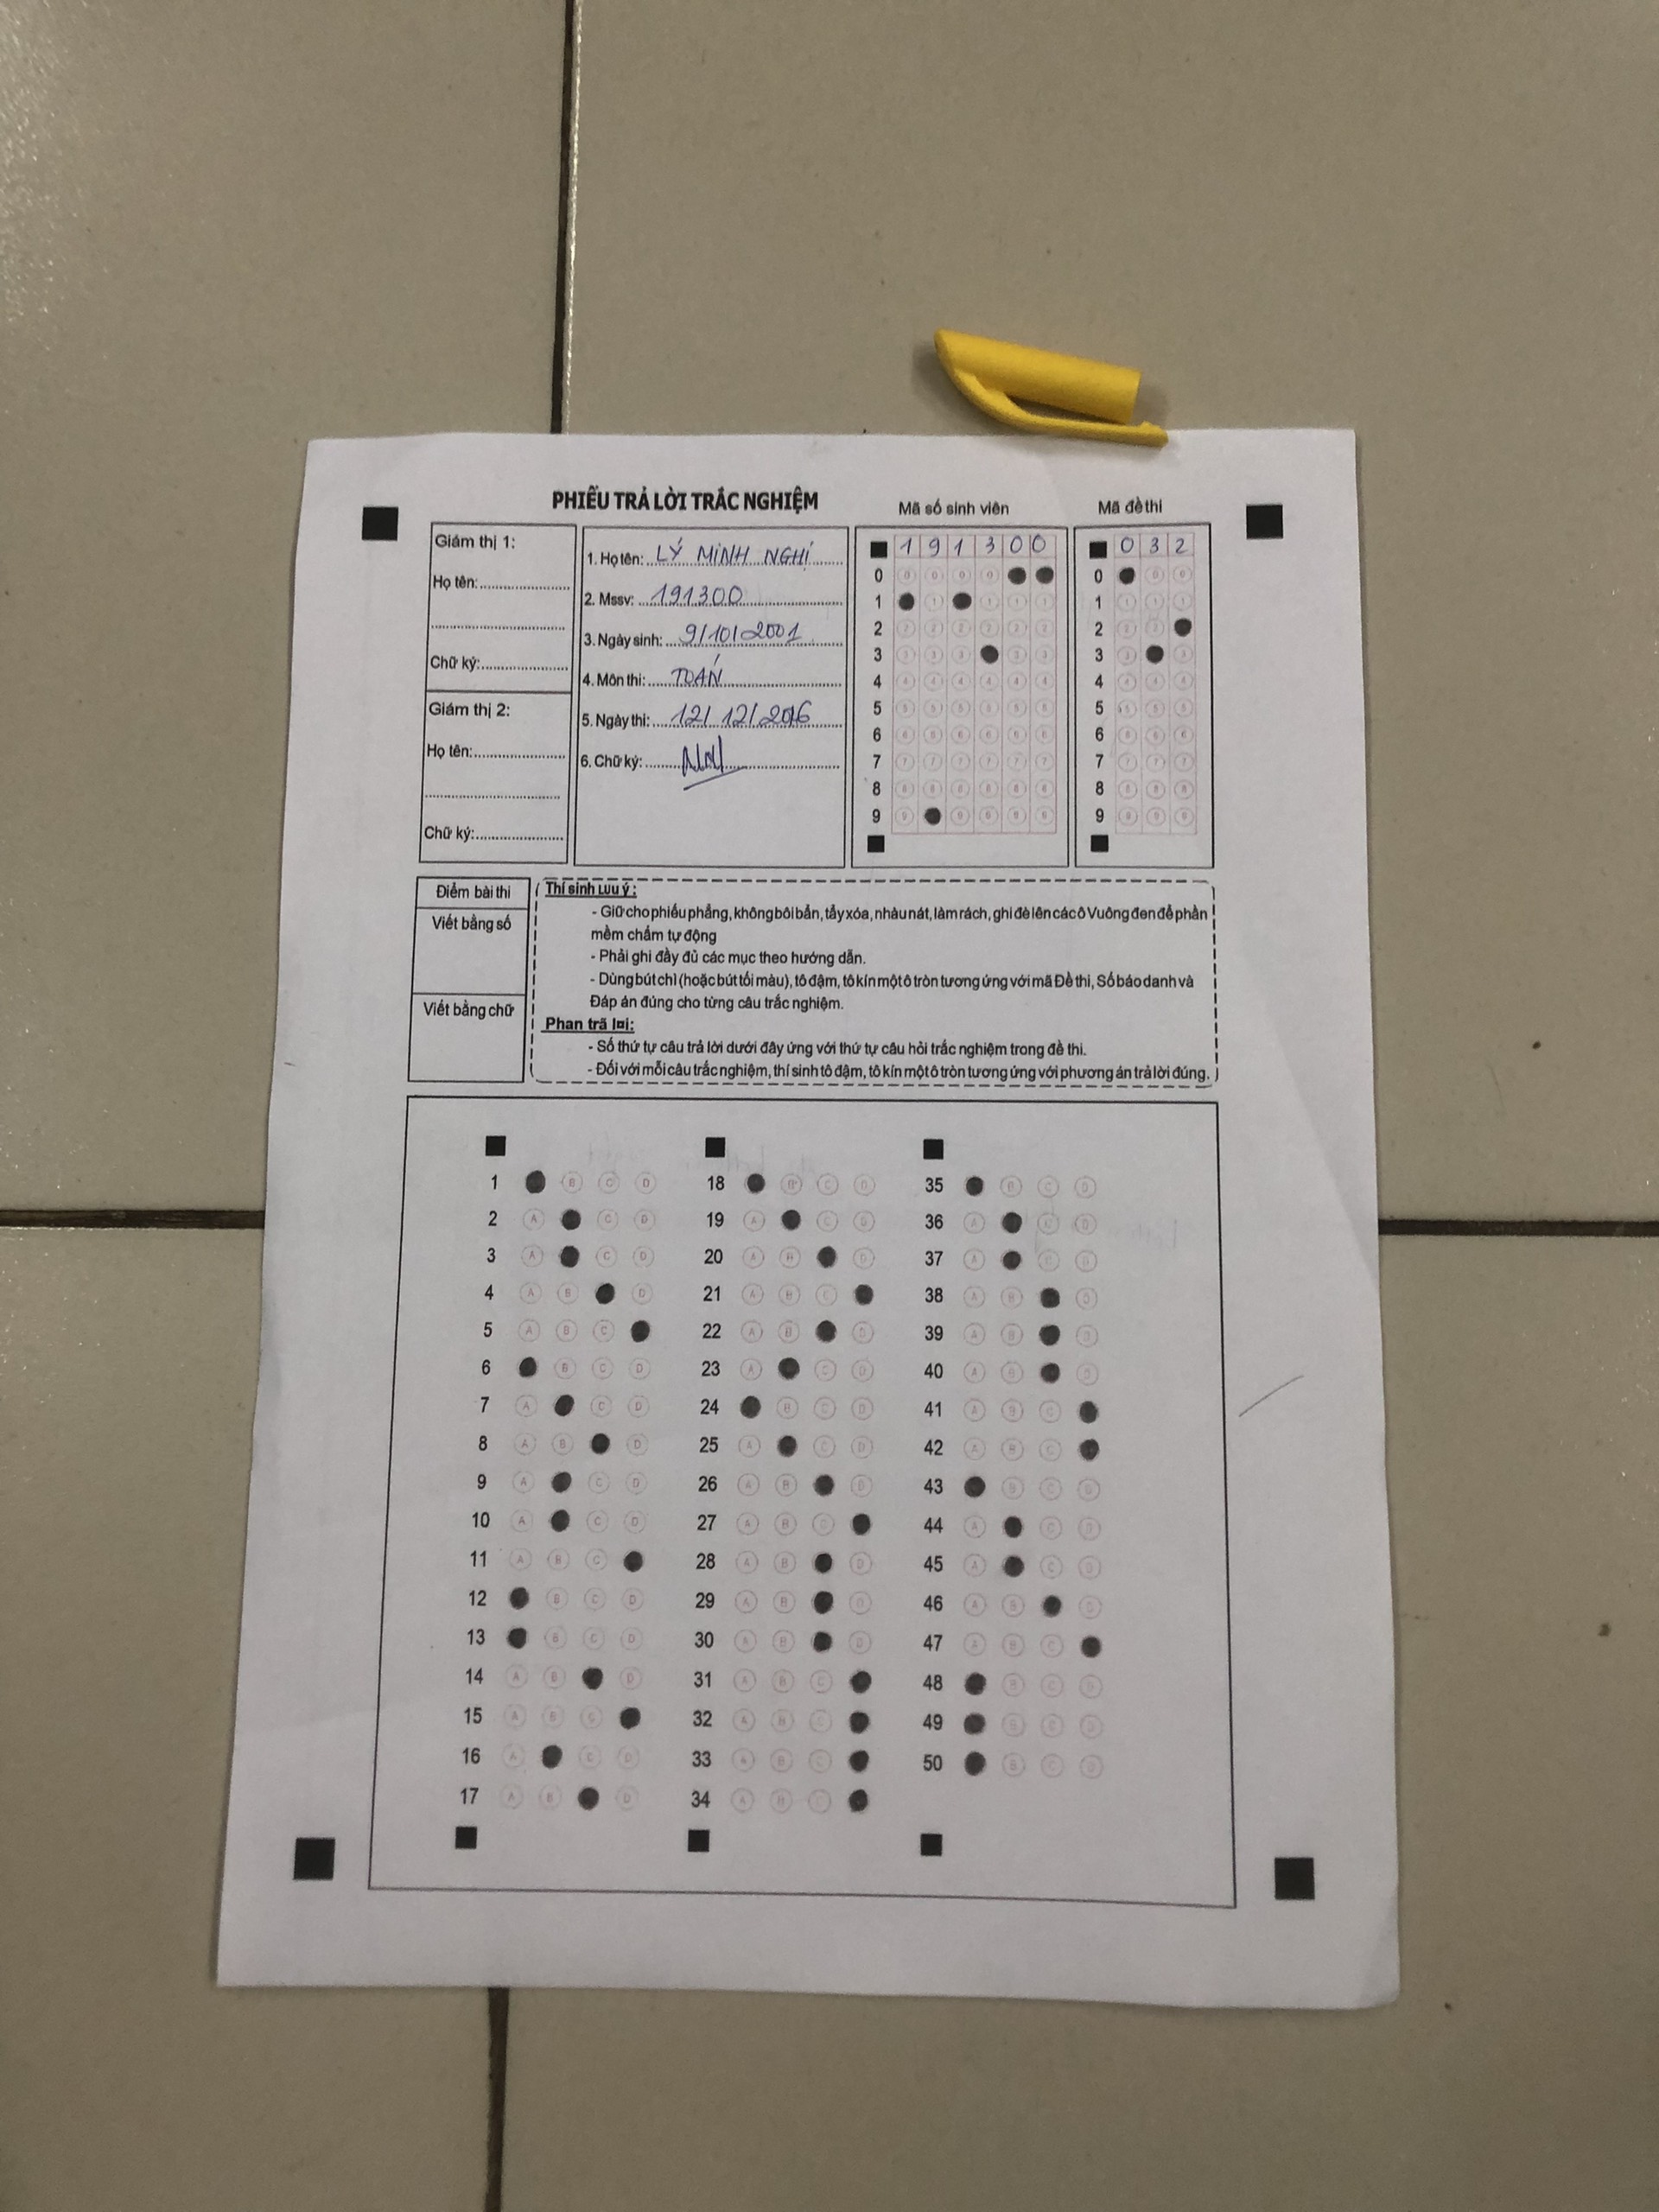 PHIẾU TRẢ LỜI TRẮC NGHIỆM
Mã số sinh viên
Mã đề thi
Giám thị 1:
Họ tên:
Chữ ký:
Giám thị 2:
Họ tên:
Chữ ký:
1. Họ tên: LÝ MINH NGHỊ
2. Mssv: 191300
3. Ngày sinh: 9/10/2001
4. Môn thi: TOÁN
5. Ngày thi: 12/12/2016
6. Chữ ký:
1 9 1 3 0 0
0
1
2
3
4
5
6
7
8
9
0 3 2
0
1
2
3
4
5
6
7
8
9
Điểm bài thi
Viết bằng số
Viết bằng chữ
Thí sinh Lưu ý :
- Giữ cho phiếu phẳng, không bôi bẩn, tẩy xóa, nhàu nát, làm rách, ghi đè lên các ô Vuông đen để phần
mềm chấm tự động
- Phải ghi đầy đủ các mục theo hướng dẫn.
- Dùng bút chì (hoặc bút tối màu), tô đậm, tô kín một ô tròn tương ứng với mã Đề thi, Số báo danh và
Đáp án đúng cho từng câu trắc nghiệm.
Phan trã lại:
- Số thứ tự câu trả lời dưới đây ứng với thứ tự câu hỏi trắc nghiệm trong đề thi.
- Đối với mỗi câu trắc nghiệm, thí sinh tô đậm, tô kín một ô tròn tương ứng với phương án trả lời đúng.
1 B C D
2 A C D
3 A C D
4 A B D
5 A B C
6 B C D
7 A C D
8 A B D
9 A C D
10 A C D
11 A B C
12 B C D
13 B C D
14 A B D
15 A B C
16 A C D
17 A B D
18 B C D
19 A C D
20 A B D
21 A B C
22 A B D
23 A C D
24 B C D
25 A C D
26 A B D
27 A B C
28 A B D
29 A B D
30 A B D
31 A B C
32 A B C
33 A B C
34 A B C
35 B C D
36 A C D
37 A C D
38 A B D
39 A B D
40 A B D
41 A B C
42 A B C
43 B C D
44 A C D
45 A C D
46 A B D
47 A B C
48 B C D
49 B C D
50 B C D